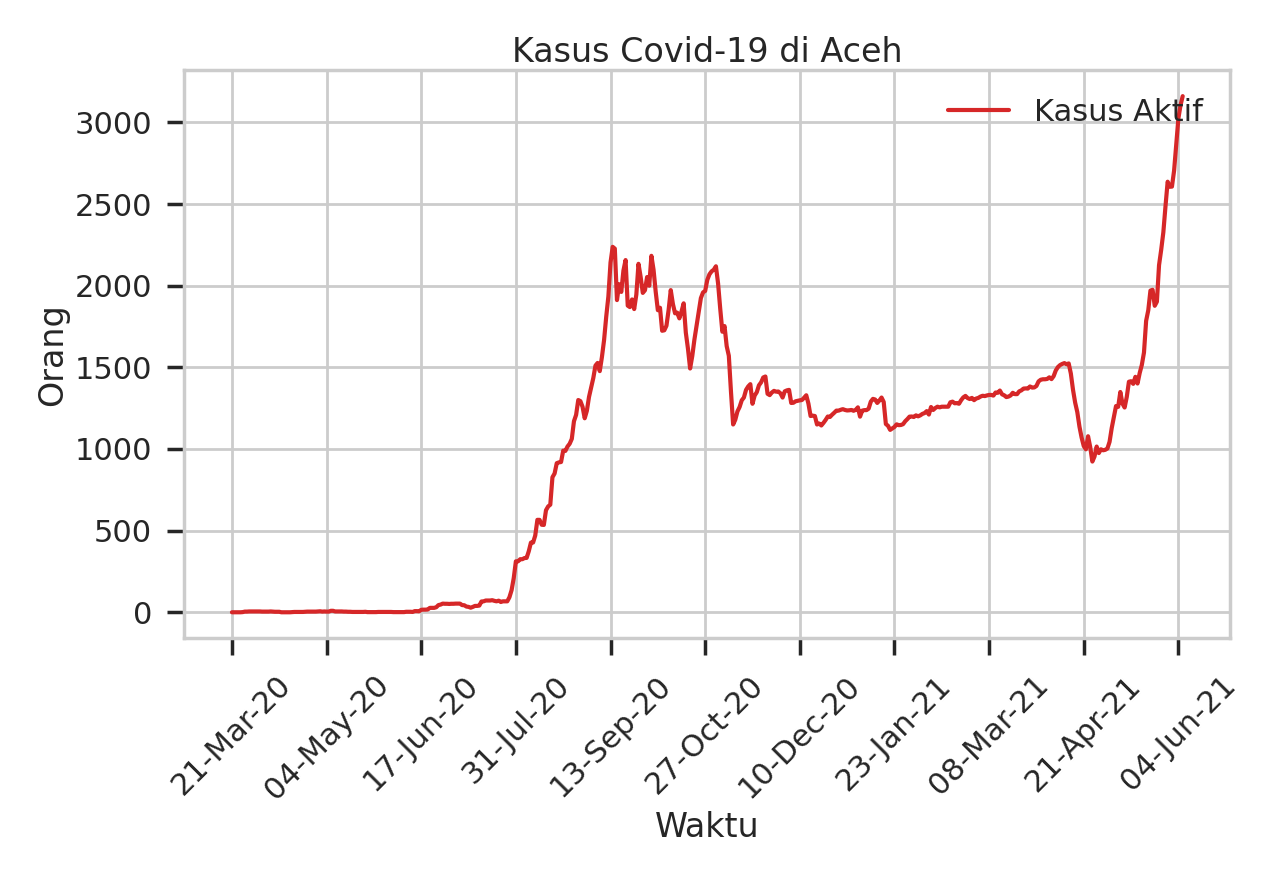 Kasus Covid-19 di Aceh
Kasus Aktif
3000
2500
2000
1500
1000
500
0
Orang
21-Mar-20
04-May-20
17-Jun-20
31-Jul-20
13-Sep-20
27-Oct-20
10-Dec-20
23-Jan-21
08-Mar-21
21-Apr-21
04-Jun-21
Waktu